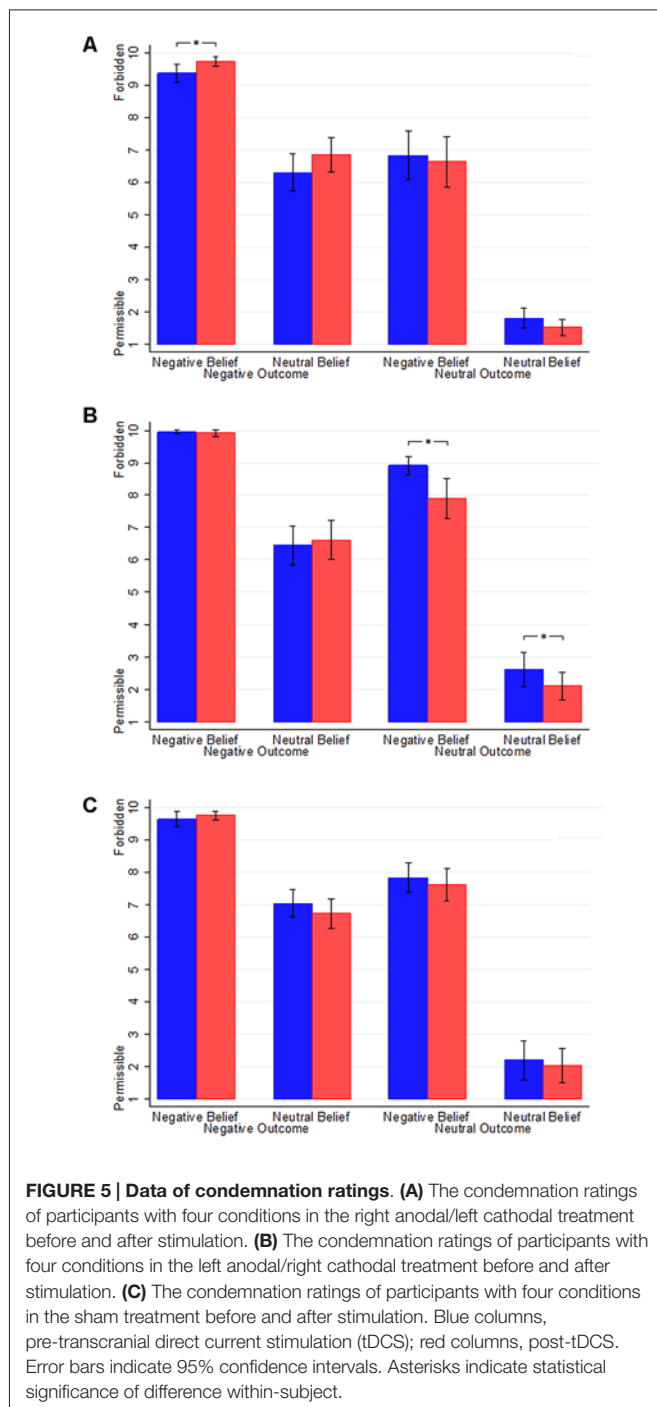 A
Forbidden
10
9
8
7
6
5
4
3
2
1
Permissible
*
Negative Belief Neutral Belief Negative Belief Neutral Belief
Negative Outcome Neutral Outcome
B
Forbidden
10
9
8
7
6
5
4
3
2
1
Permissible
*
*
Negative Belief Neutral Belief Negative Belief Neutral Belief
Negative Outcome Neutral Outcome
C
Forbidden
10
9
8
7
6
5
4
3
2
1
Permissible
Negative Belief Neutral Belief Negative Belief Neutral Belief
Negative Outcome Neutral Outcome
FIGURE 5 | Data of condemnation ratings. (A) The condemnation ratings
of participants with four conditions in the right anodal/left cathodal treatment
before and after stimulation. (B) The condemnation ratings of participants with
four conditions in the left anodal/right cathodal treatment before and after
stimulation. (C) The condemnation ratings of participants with four conditions
in the sham treatment before and after stimulation. Blue columns,
pre-transcranial direct current stimulation (tDCS); red columns, post-tDCS.
Error bars indicate 95% confidence intervals. Asterisks indicate statistical
significance of difference within-subject.